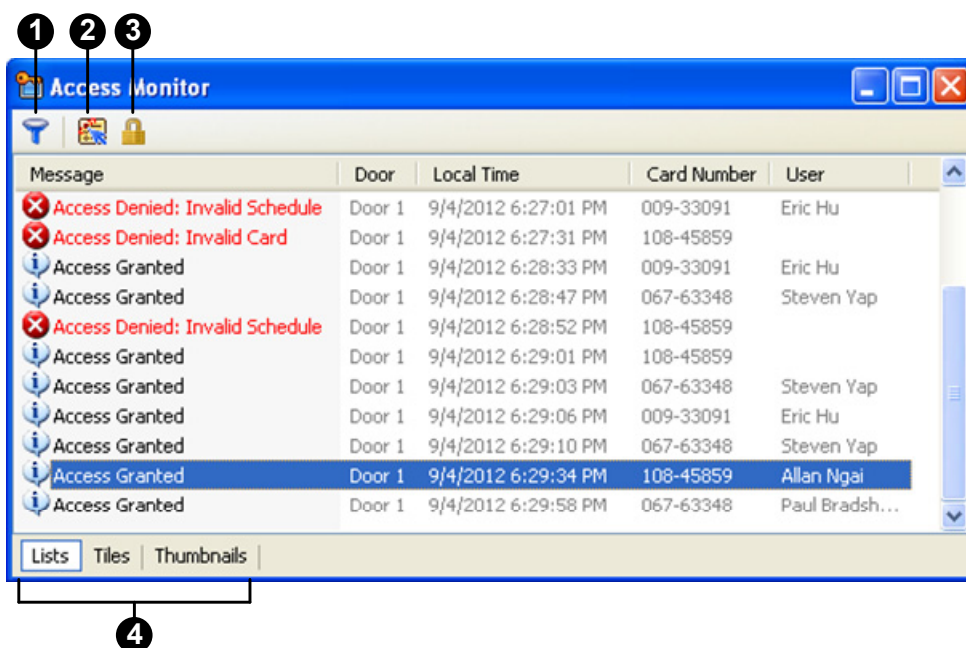 1 2 3
Access Monitor
Message Door Local Time Card Number User
Access Denied: Invalid Schedule Door 1 9/4/2012 6:27:01 PM 009-33091 Eric Hu
Access Denied: Invalid Card Door 1 9/4/2012 6:27:31 PM 108-45859
Access Granted Door 1 9/4/2012 6:28:33 PM 009-33091 Eric Hu
Access Granted Door 1 9/4/2012 6:28:47 PM 067-63348 Steven Yap
Access Denied: Invalid Schedule Door 1 9/4/2012 6:28:52 PM 108-45859
Access Granted Door 1 9/4/2012 6:29:01 PM 108-45859
Access Granted Door 1 9/4/2012 6:29:03 PM 067-63348 Steven Yap
Access Granted Door 1 9/4/2012 6:29:06 PM 009-33091 Eric Hu
Access Granted Door 1 9/4/2012 6:29:10 PM 067-63348 Steven Yap
Access Granted Door 1 9/4/2012 6:29:34 PM 108-45859 Allan Ngai
Access Granted Door 1 9/4/2012 6:29:58 PM 067-63348 Paul Bradsh...
Lists Tiles Thumbnails
4